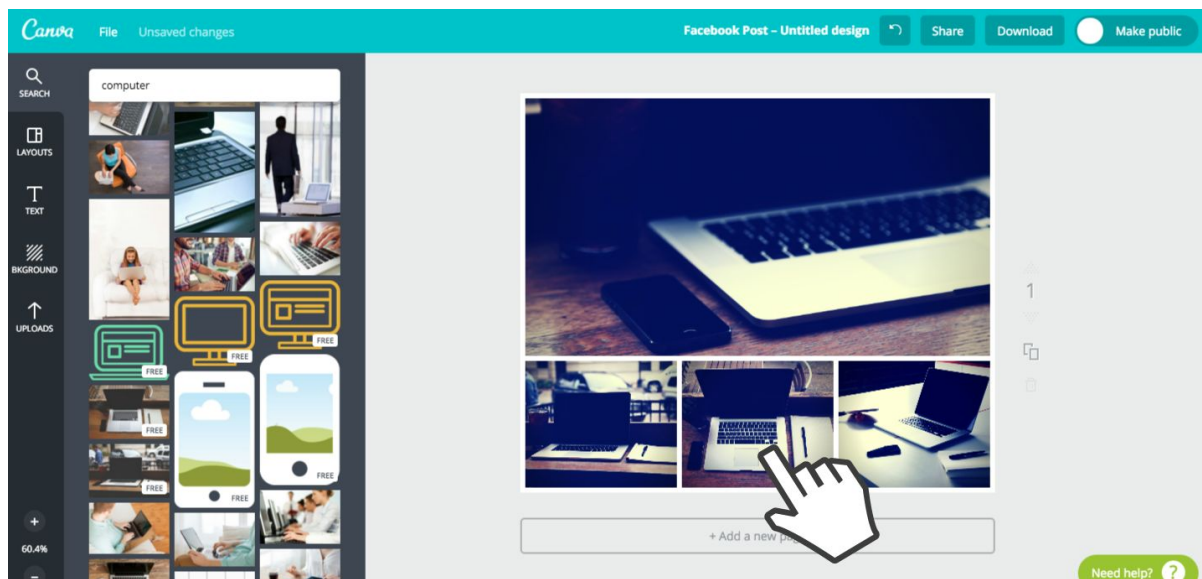 Canva File Unsaved changes Facebook Post – Untitled design Share Download Make public
SEARCH
computer
LAYOUTS
TEXT
BKGROUND
UPLOADS
FREE
FREE
FREE
FREE
FREE
FREE
FREE
1
+ Add a new
60.4%
Need help? ?